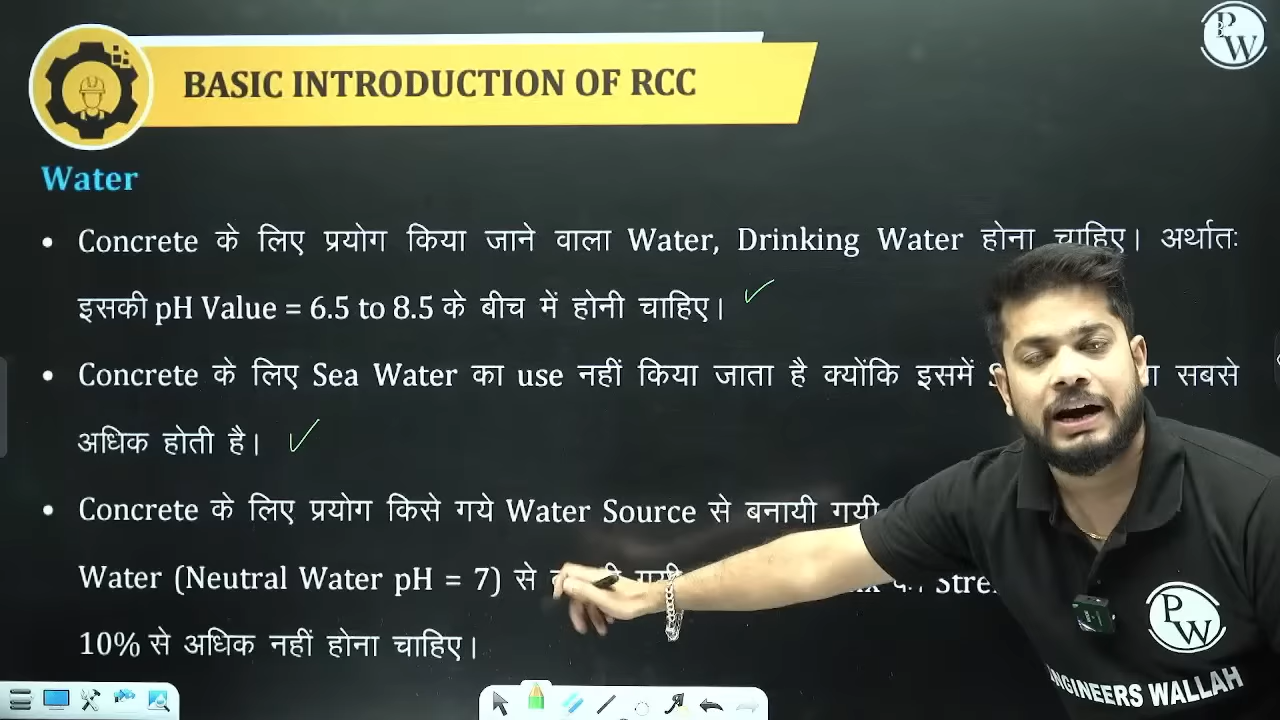 BASIC INTRODUCTION OF RCC
PW
Water
• Concrete के लिए प्रयोग किया जाने वाला Water, Drinking Water होना चाहिए। अर्थातः
इसकी pH Value = 6.5 to 8.5 के बीच में होनी चाहिए।
• Concrete के लिए Sea Water का use नहीं किया जाता है क्योंकि इसमें सबसे
अधिक होती है।
• Concrete के लिए प्रयोग किसे गये Water Source से बनायी गयी
Water (Neutral Water pH = 7) से
10% से अधिक नहीं होना चाहिए।
PW
ENGINEERS WALLAH